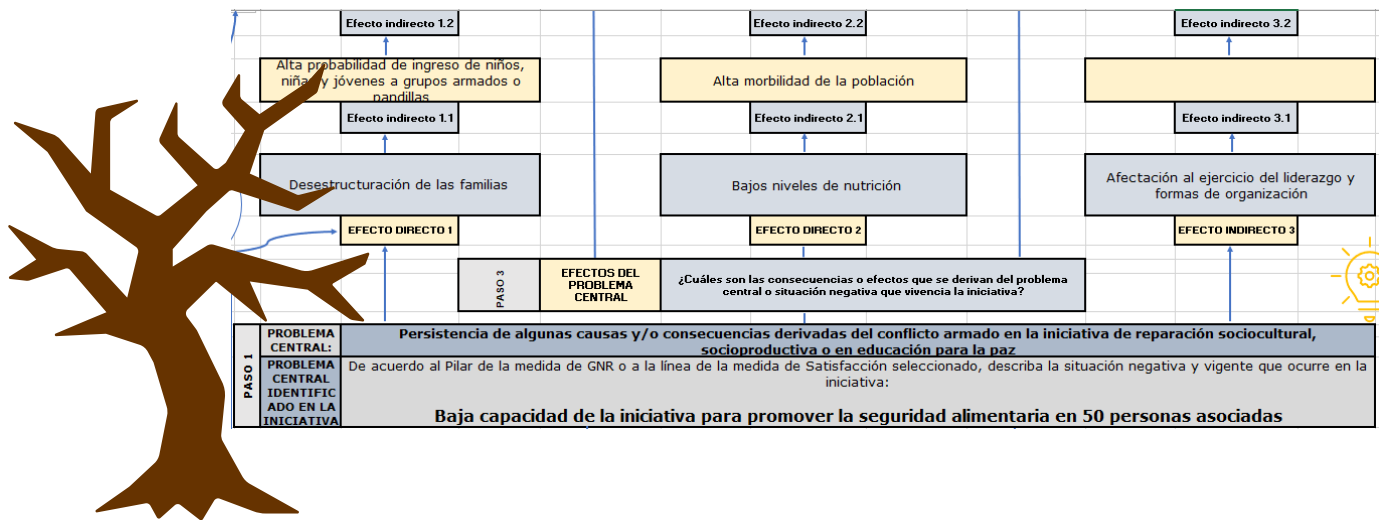 Efecto indirecto 1.2
Efecto indirecto 2.2
Efecto indirecto 3.2
Alta probabilidad de ingreso de niños,
niñas y jóvenes a grupos armados o
pandillas
Alta morbilidad de la población
Efecto indirecto 1.1
Efecto indirecto 2.1
Efecto indirecto 3.1
Desestructuración de las familias
Bajos niveles de nutrición
Afectación al ejercicio del liderazgo y
formas de organización
EFECTO DIRECTO 1
EFECTO DIRECTO 2
EFECTO INDIRECTO 3
PASO 3
EFECTOS DEL
PROBLEMA
CENTRAL
¿Cuáles son las consecuencias o efectos que se derivan del problema
central o situación negativa que vivencia la iniciativa?
PASO 1
PROBLEMA
CENTRAL:
Persistencia de algunas causas y/o consecuencias derivadas del conflicto armado en la iniciativa de reparación sociocultural,
socioproductiva o en educación para la paz
PROBLEMA
CENTRAL
IDENTIFIC
ADO EN LA
INICIATIVA
De acuerdo al Pilar de la medida de GNR o a la línea de la medida de Satisfacción seleccionado, describa la situación negativa y vigente que ocurre en la
iniciativa:
Baja capacidad de la iniciativa para promover la seguridad alimentaria en 50 personas asociadas